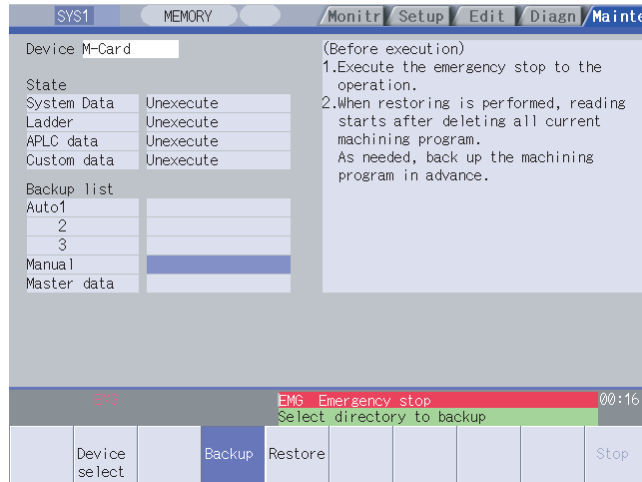 SYS1 MEMORY Monitr Setup Edit Diagn Mainte
Device M-Card
State
System Data Unexecute
Ladder Unexecute
APLC data Unexecute
Custom data Unexecute
Backup list
Auto1
2
3
Manual
Master data
(Before execution)
1.Execute the emergency stop to the
operation.
2.When restoring is performed, reading
starts after deleting all current
machining program.
As needed, back up the machining
program in advance.
EMG EMG Emergency stop 00:16
Select directory to backup
Device
select
Backup Restore Stop